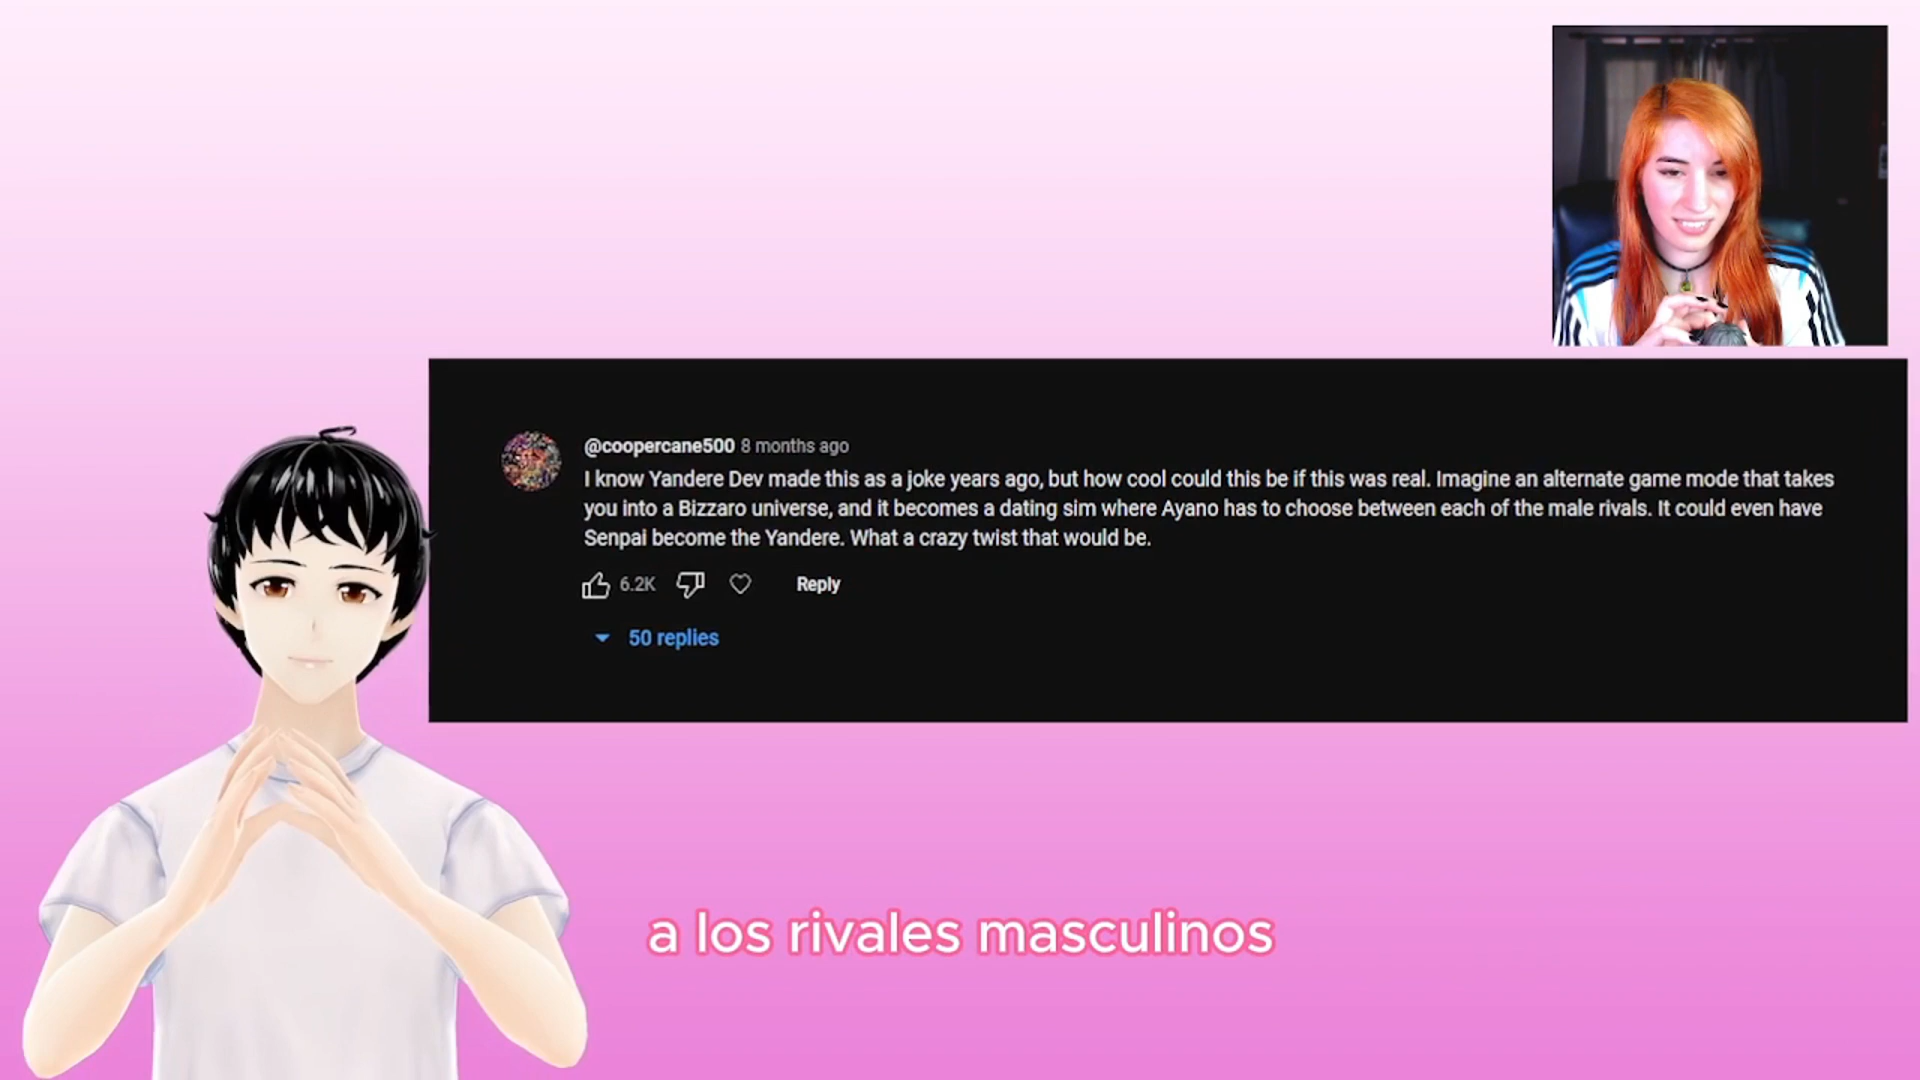 @coopercane500 8 months ago
I know Yandere Dev made this as a joke years ago, but how cool could this be if this was real. Imagine an alternate game mode that takes
you into a Bizzaro universe, and it becomes a dating sim where Ayano has to choose between each of the male rivals. It could even have
Senpai become the Yandere. What a crazy twist that would be.
6.2K Reply
50 replies
a los rivales masculinos